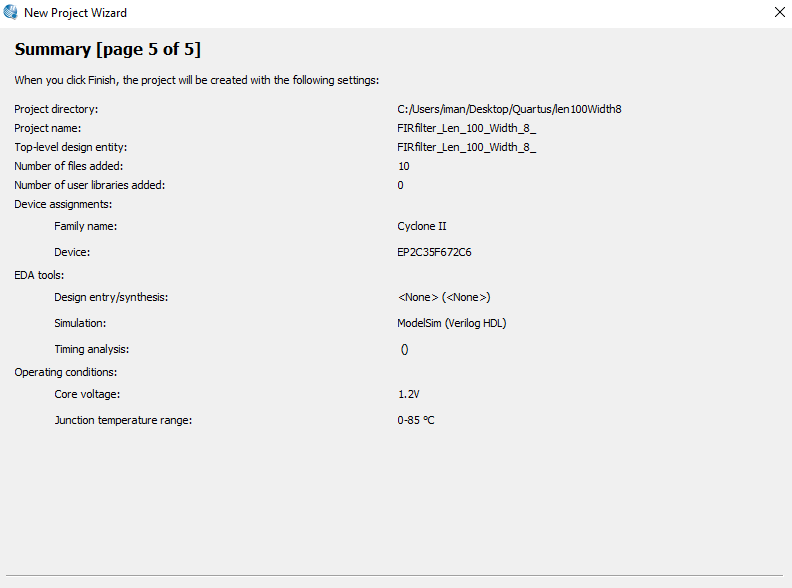 New Project Wizard
Summary [page 5 of 5]
When you click Finish, the project will be created with the following settings:
Project directory: C:/Users/iman/Desktop/Quartus/len100Width8
Project name: FIRfilter_Len_100_Width_8_
Top-level design entity: FIRfilter_Len_100_Width_8_
Number of files added: 10
Number of user libraries added: 0
Device assignments:
Family name: Cyclone II
Device: EP2C35F672C6
EDA tools:
Design entry/synthesis: <None> (<None>)
Simulation: ModelSim (Verilog HDL)
Timing analysis: ()
Operating conditions:
Core voltage: 1.2V
Junction temperature range: 0-85 °C